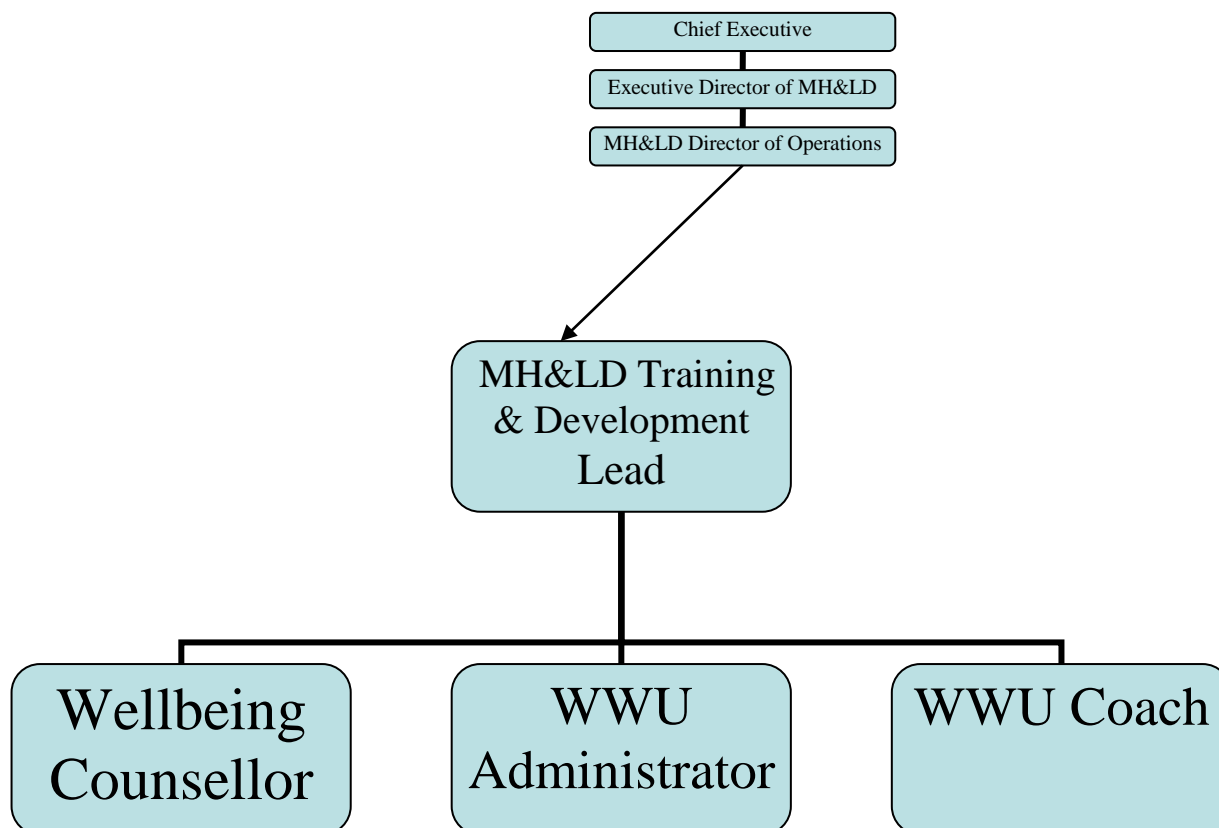 Chief Executive
Executive Director of MH&LD
MH&LD Director of Operations
MH&LD Training
& Development
Lead
Wellbeing
Counsellor
WWU
Administrator
WWU Coach